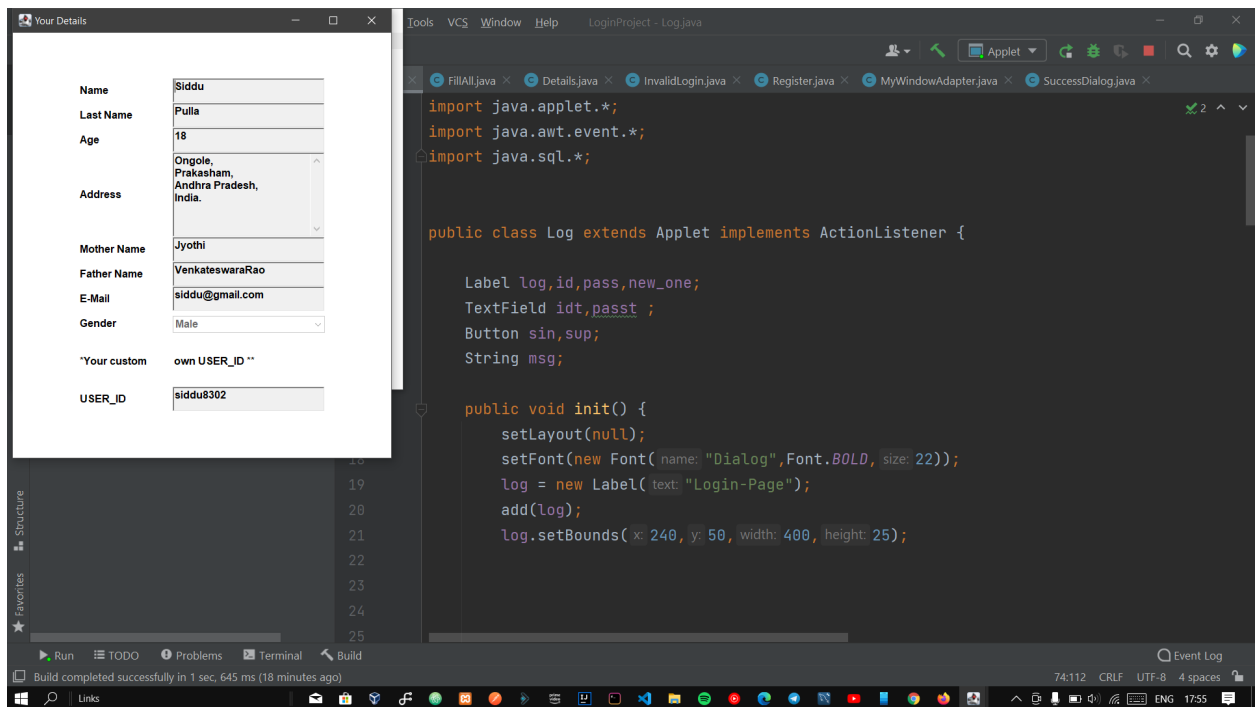 Your Details
Tools VCS Window Help LoginProject - Log.java
Applet
FillAll.java Details.java InvalidLogin.java Register.java MyWindowAdapter.java SuccessDialog.java
Name Siddu
Last Name Pulla
Age 18
Address Ongole,
Prakasham,
Andhra Pradesh,
India.
Mother Name Jyothi
Father Name VenkateswaraRao
E-Mail siddu@gmail.com
Gender Male
*Your custom own USER_ID **
USER_ID siddu8302
2
import java.applet.*;
import java.awt.event.*;
import java.sql.*;
public class Log extends Applet implements ActionListener {
Label log,id,pass,new_one;
TextField idt,passt ;
Button sin,sup;
String msg;
public void init() {
setLayout(null);
18 setFont(new Font( name: "Dialog",Font.BOLD, size: 22));
19 log = new Label( text: "Login-Page");
20 add(log);
21 log.setBounds( x: 240, y: 50, width: 400, height: 25);
22
23
24
25
Structure
Favorites
Run TODO Problems Terminal Build Event Log
Build completed successfully in 1 sec, 645 ms (18 minutes ago) 74:112 CRLF UTF-8 4 spaces
Links ENG 17:55